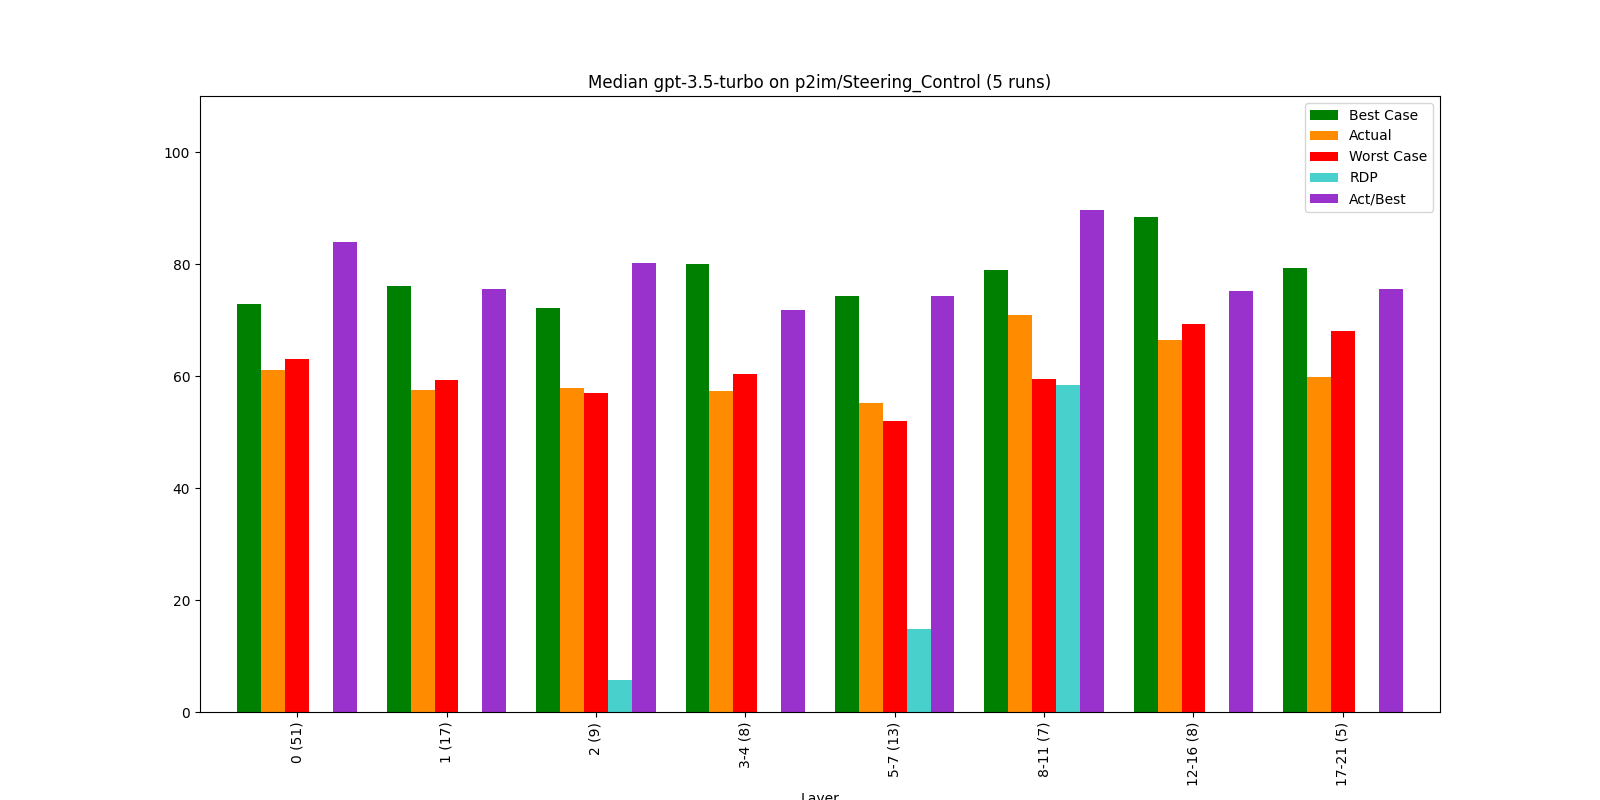 Median gpt-3.5-turbo on p2im/Steering_Control (5 runs)
Best Case
Actual
Worst Case
RDP
Act/Best
100
80
60
40
20
0
0 (51)
1 (17)
2 (9)
3-4 (8)
5-7 (13)
8-11 (7)
12-16 (8)
17-21 (5)
Layer